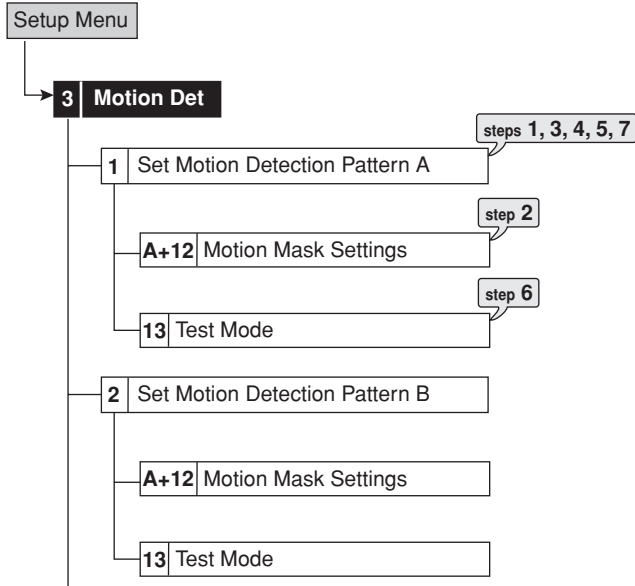 Setup Menu
3 Motion Det
steps 1, 3, 4, 5, 7
1 Set Motion Detection Pattern A
step 2
A+12 Motion Mask Settings
step 6
13 Test Mode
2 Set Motion Detection Pattern B
A+12 Motion Mask Settings
13 Test Mode